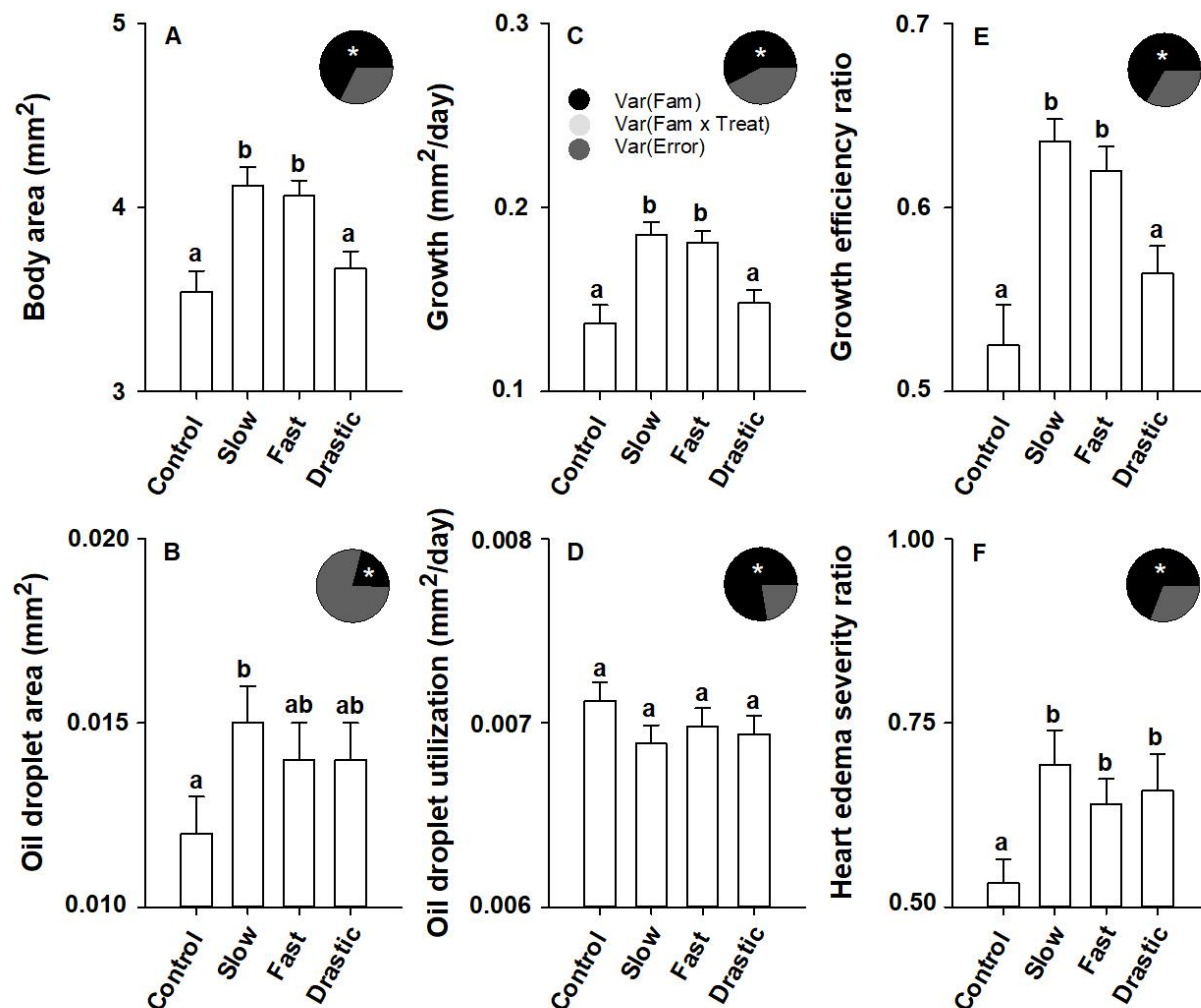 A
Body area (mm²)
5
4
3
a
b
b
a
*
Control
Slow
Fast
Drastic
C
Growth (mm²/day)
0.3
0.2
0.1
*
Var(Fam)
Var(Fam x Treat)
Var(Error)
a
b
b
a
Control
Slow
Fast
Drastic
E
Growth efficiency ratio
0.7
0.6
0.5
*
a
b
b
a
Control
Slow
Fast
Drastic
B
Oil droplet area (mm²)
0.020
0.015
0.010
*
a
b
ab
ab
Control
Slow
Fast
Drastic
D
Oil droplet utilization (mm²/day)
0.008
0.007
0.006
*
a
a
a
a
Control
Slow
Fast
Drastic
F
Heart edema severity ratio
1.00
0.75
0.50
*
a
b
b
b
Control
Slow
Fast
Drastic